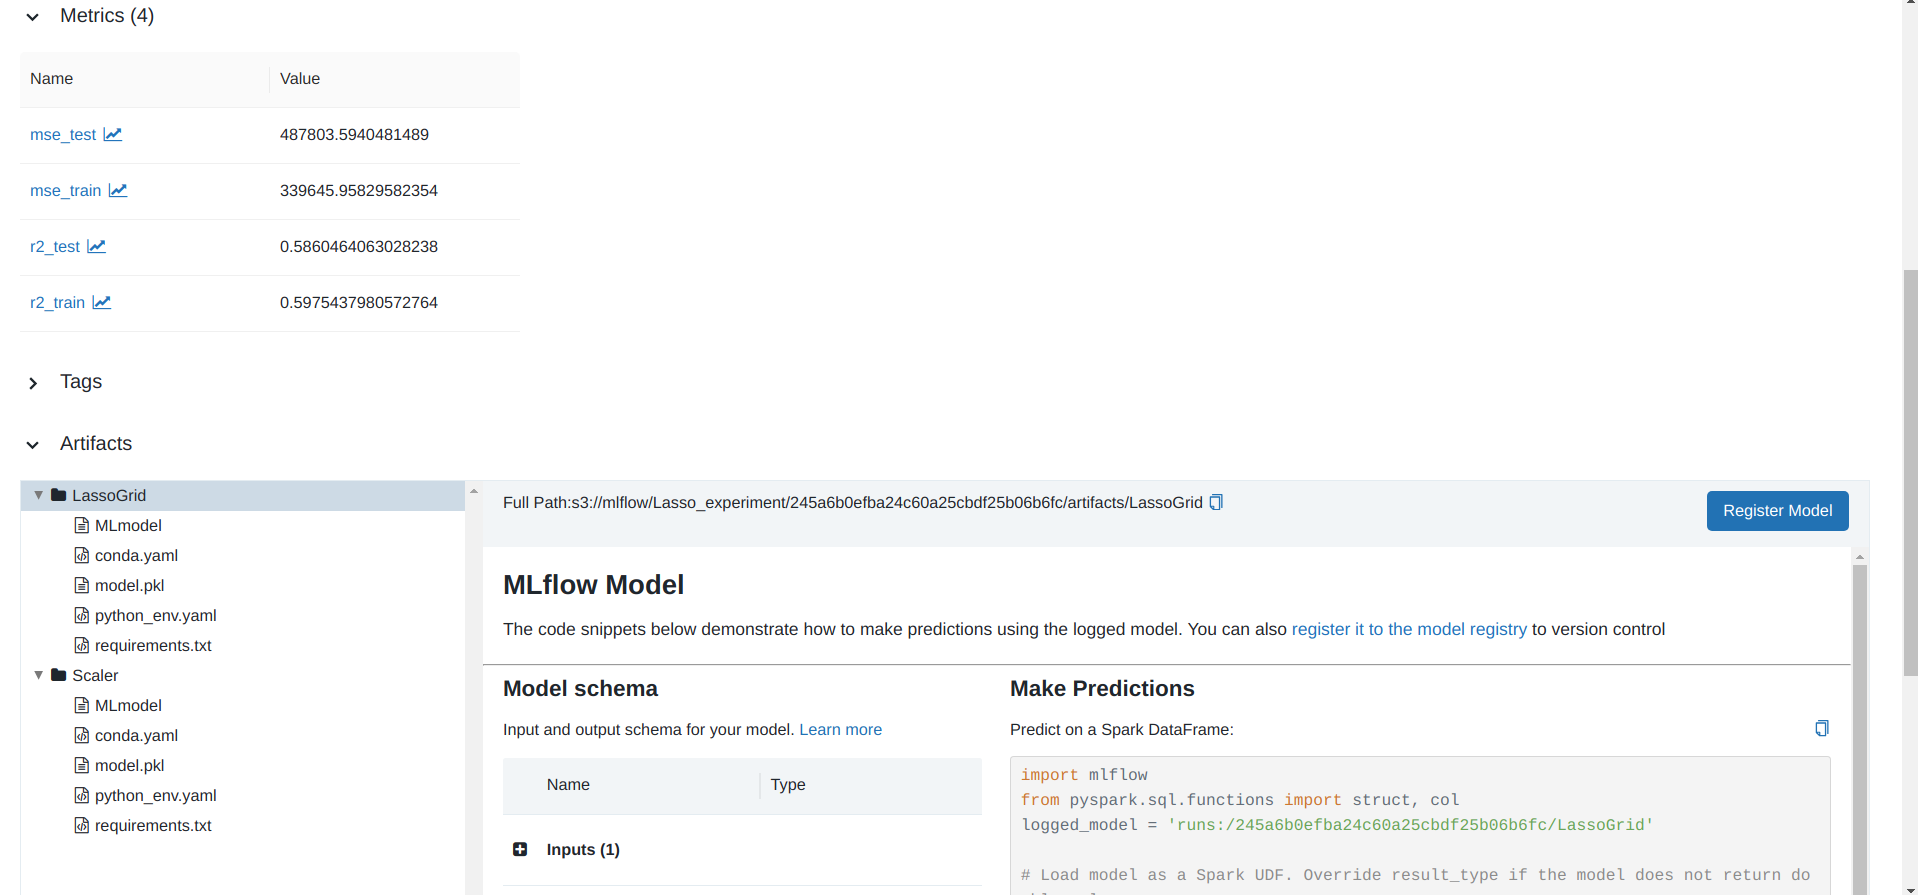 Metrics (4)
Name Value
mse_test 487803.5940481489
mse_train 339645.95829582354
r2_test 0.5860464063028238
r2_train 0.5975437980572764
Tags
Artifacts
LassoGrid
MLmodel
conda.yaml
model.pkl
python_env.yaml
requirements.txt
Scaler
MLmodel
conda.yaml
model.pkl
python_env.yaml
requirements.txt
Full Path:s3://mlflow/Lasso_experiment/245a6b0efba24c60a25cbdf25b06b6fc/artifacts/LassoGrid
Register Model
MLflow Model
The code snippets below demonstrate how to make predictions using the logged model. You can also register it to the model registry to version control
Model schema
Input and output schema for your model. Learn more
Name Type
Inputs (1)
Make Predictions
Predict on a Spark DataFrame:
import mlflow
from pyspark.sql.functions import struct, col
logged_model = 'runs:/245a6b0efba24c60a25cbdf25b06b6fc/LassoGrid'
# Load model as a Spark UDF. Override result_type if the model does not return do